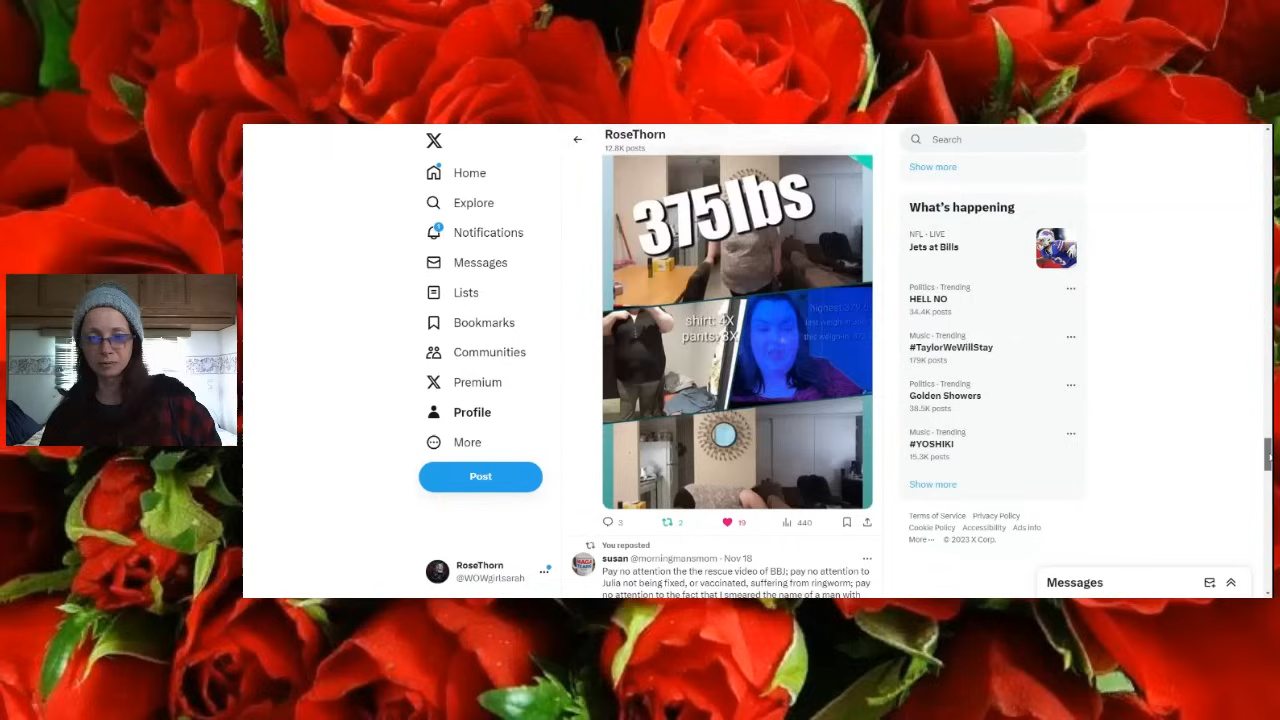 Home
Explore
1
Notifications
Messages
Lists
Bookmarks
Communities
Premium
Profile
More
Post
RoseThorn
@WOWgirlsarah
RoseThorn
12.8K posts
375lbs
shirt: 4X
3
2
19
440
You reposted
susan @morningmansmom · Nov 18
Pay no attention the the rescue video of BBJ; pay no attention to
Julia not being fixed, or vaccinated, suffering from ringworm; pay
no attention to the fact that I smeared the name of a man with
Search
Show more
What's happening
NFL · LIVE
Jets at Bills
Politics · Trending
HELL NO
34.4K posts
Music · Trending
#TaylorWeWillStay
179K posts
Politics · Trending
Golden Showers
38.5K posts
Music · Trending
#YOSHIKI
15.3K posts
Show more
Terms of Service Privacy Policy
Cookie Policy Accessibility Ads info
More ··· © 2023 X Corp.
Messages